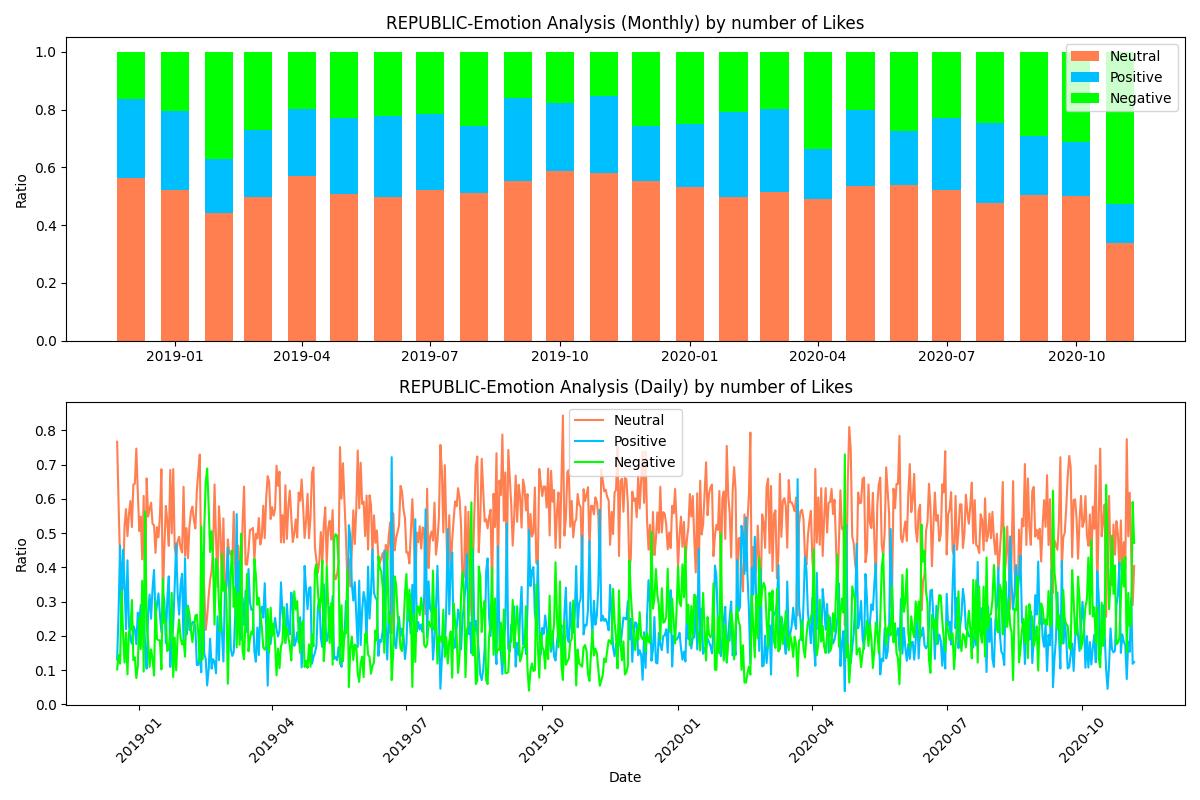 REPUBLIC-Emotion Analysis (Monthly) by number of Likes
Ratio
1.0
0.8
0.6
0.4
0.2
0.0
Neutral
Positive
Negative
2019-01 2019-04 2019-07 2019-10 2020-01 2020-04 2020-07 2020-10
REPUBLIC-Emotion Analysis (Daily) by number of Likes
Ratio
0.8
0.7
0.6
0.5
0.4
0.3
0.2
0.1
0.0
Neutral
Positive
Negative
2019-01 2019-04 2019-07 2019-10 2020-01 2020-04 2020-07 2020-10
Date